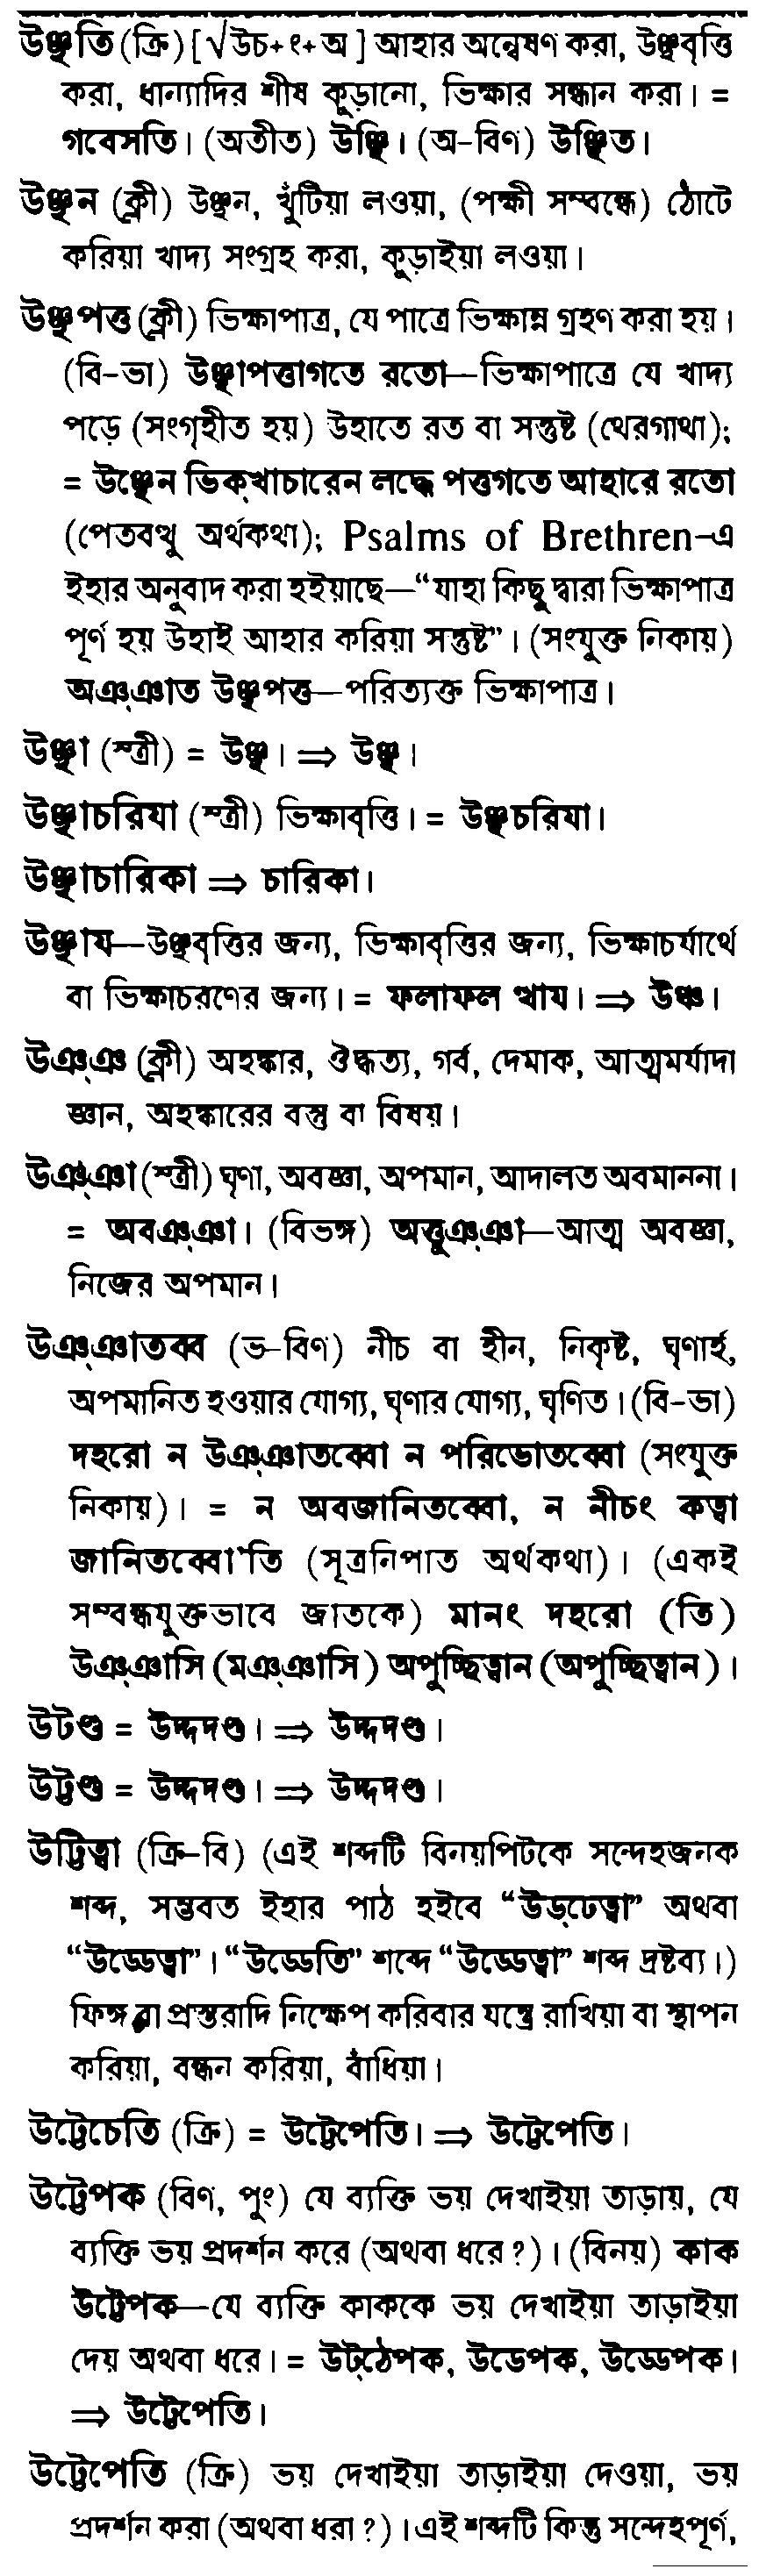 উঞ্ছতি (ক্রি) [√উচ+ং+অ] আহার অন্বেষণ করা, উঞ্ছবৃত্তি
করা, ধান্যাদির শীষ কুড়ানো, ভিক্ষার সন্ধান করা। =
গবেসতি। (অতীত) উঞ্ছি। (অ-বিণ) উঞ্ছিত।
উঞ্ছন (ক্লী) উঞ্ছন, খুঁটিয়া লওয়া, (পক্ষী সম্বন্ধে) ঠোটে
করিয়া খাদ্য সংগ্রহ করা, কুড়াইয়া লওয়া।
উঞ্ছপত্ত (ক্লী) ভিক্ষাপাত্র, যে পাত্রে ভিক্ষান্ন গ্রহণ করা হয়।
(বি-ভা) উঞ্ছাপত্তাগতে রতো—ভিক্ষাপাত্রে যে খাদ্য
পড়ে (সংগৃহীত হয়) উহাতে রত বা সন্তুষ্ট (থেরগাথা);
= উঞ্ছেন ভিক্‌খাচারেন লদ্ধে পত্তগতে আহারে রতো
(পেতবত্থু অর্থকথা); Psalms of Brethren-এ
ইহার অনুবাদ করা হইয়াছে—“যাহা কিছু দ্বারা ভিক্ষাপাত্র
পূর্ণ হয় উহাই আহার করিয়া সন্তুষ্ট”। (সংযুক্ত নিকায়)
অঞ্‌ঞাত উঞ্ছপত্ত—পরিত্যক্ত ভিক্ষাপাত্র।
উঞ্ছা (স্ত্রী) = উঞ্ছ। ⇒ উঞ্ছ।
উঞ্ছাচরিযা (স্ত্রী) ভিক্ষাবৃত্তি। = উঞ্ছচরিযা।
উঞ্ছাচারিকা ⇒ চারিকা।
উঞ্ছায—উঞ্ছবৃত্তির জন্য, ভিক্ষাবৃত্তির জন্য, ভিক্ষাচর্যার্থে
বা ভিক্ষাচরণের জন্য। = ফলাফল ত্থায। ⇒ উঞ্চ।
উঞ্‌ঞ (ক্লী) অহঙ্কার, ঔদ্ধত্য, গর্ব, দেমাক, আত্মমর্যাদা
জ্ঞান, অহঙ্কারের বস্তু বা বিষয়।
উঞ্‌ঞা (স্ত্রী) ঘৃণা, অবজ্ঞা, অপমান, আদালত অবমাননা।
= অবঞ্‌ঞা। (বিভঙ্গ) অত্তুঞ্‌ঞা—আত্ম অবজ্ঞা,
নিজের অপমান।
উঞ্‌ঞাতব্ব (ভ-বিণ) নীচ বা হীন, নিকৃষ্ট, ঘৃণার্হ,
অপমানিত হওয়ার যোগ্য, ঘৃণার যোগ্য, ঘৃণিত। (বি-ভা)
দহরো ন উঞ্‌ঞাতব্বো ন পরিভোতব্বো (সংযুক্ত
নিকায়)। = ন অবজানিতব্বো, ন নীচং কত্বা
জানিতব্বো'তি (সূত্রনিপাত অর্থকথা)। (একই
সম্বন্ধযুক্তভাবে জাতকে) মানং দহরো (তি)
উঞ্‌ঞাসি (মঞ্‌ঞাসি) অপুচ্ছিত্বান (অপুচ্ছিত্বান)।
উটণ্ড = উদ্দদণ্ড। ⇒ উদ্দদণ্ড।
উট্টণ্ড = উদ্দদণ্ড। ⇒ উদ্দদণ্ড।
উট্টিত্বা (ক্রি-বি) (এই শব্দটি বিনয়পিটকে সন্দেহজনক
শব্দ, সম্ভবত ইহার পাঠ হইবে “উড্‌ঢেত্বা” অথবা
“উড্ডেত্বা”। “উড্ডেতি” শব্দে “উড্ডেত্বা” শব্দ দ্রষ্টব্য।)
ফিঙ্গ বা প্রস্তরাদি নিক্ষেপ করিবার যন্ত্রে রাখিয়া বা স্থাপন
করিয়া, বন্ধন করিয়া, বাঁধিয়া।
উট্টেচেতি (ক্রি) = উট্টেপেতি। ⇒ উট্টেপেতি।
উট্টেপক (বিণ, পুং) যে ব্যক্তি ভয় দেখাইয়া তাড়ায়, যে
ব্যক্তি ভয় প্রদর্শন করে (অথবা ধরে ?)। (বিনয়) কাক
উট্টেপক—যে ব্যক্তি কাককে ভয় দেখাইয়া তাড়াইয়া
দেয় অথবা ধরে। = উট্‌ঠেপক, উডেপক, উড্ডেপক।
⇒ উট্টেপেতি।
উট্টেপেতি (ক্রি) ভয় দেখাইয়া তাড়াইয়া দেওয়া, ভয়
প্রদর্শন করা (অথবা ধরা ?)। এই শব্দটি কিন্তু সন্দেহপূর্ণ,